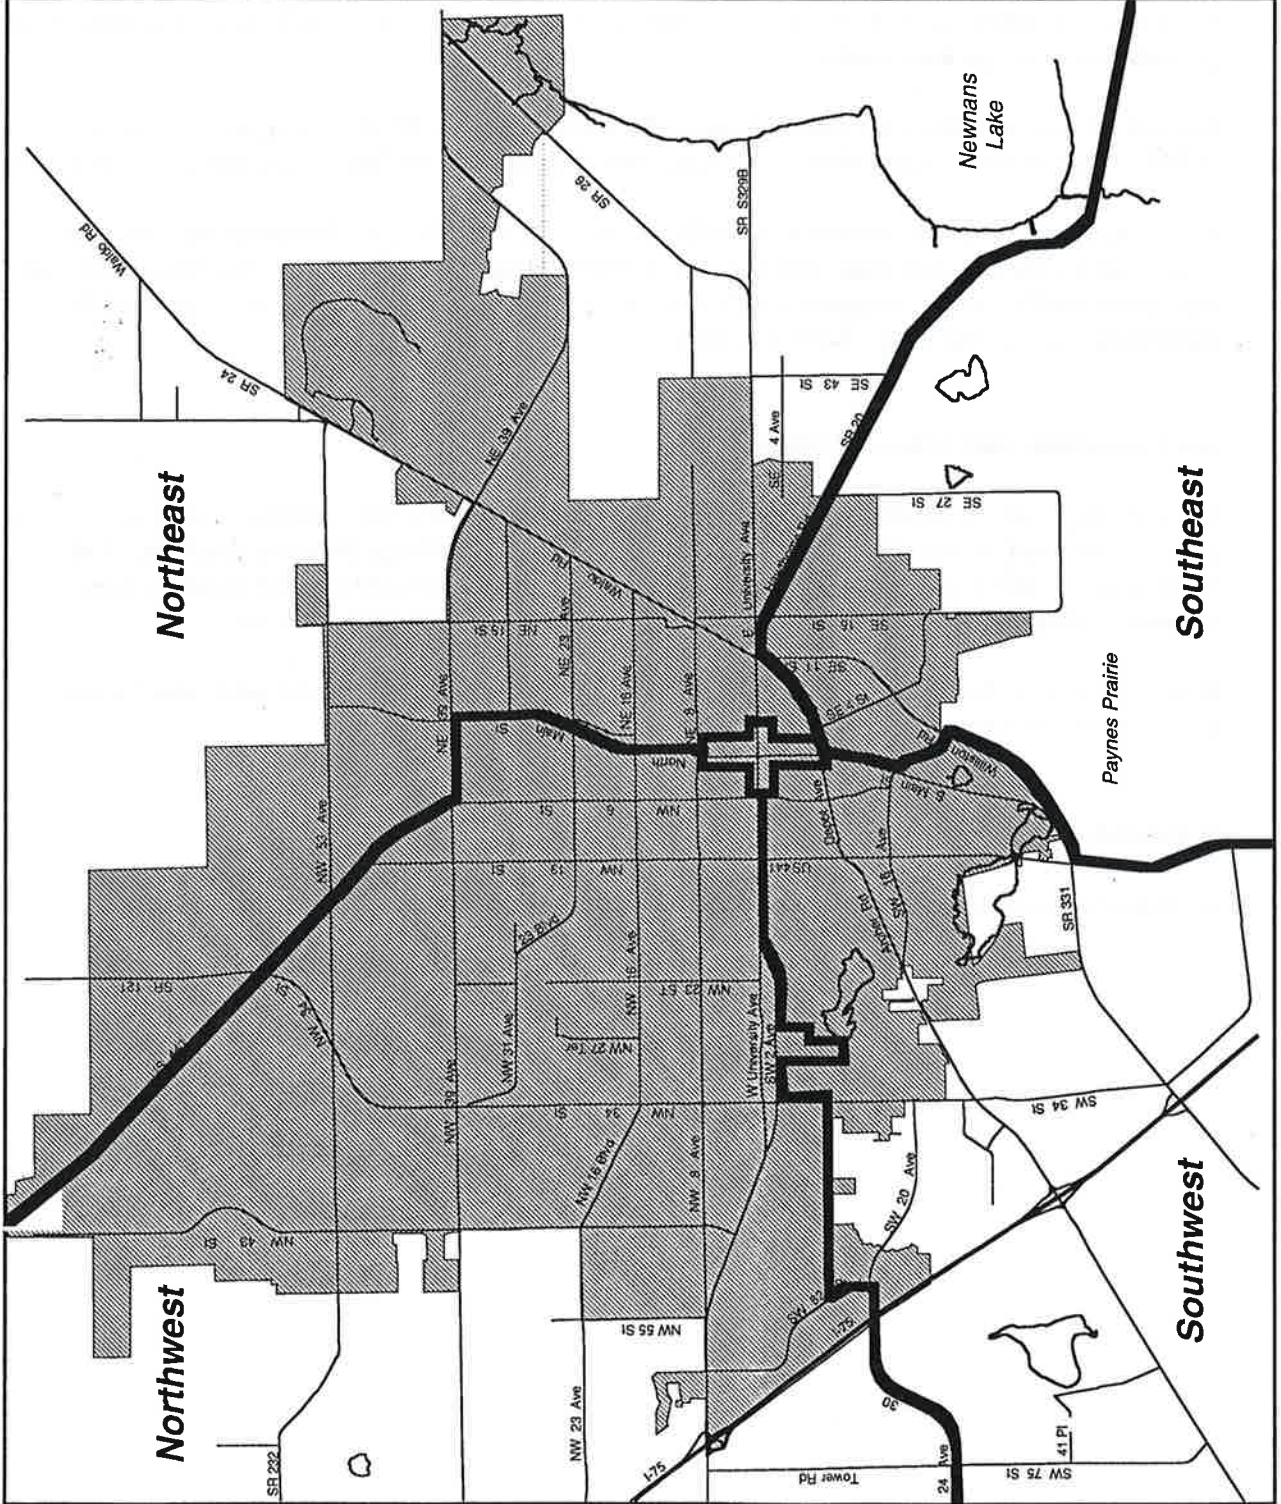 Northwest
Northeast
Southwest
Southeast
Newnans
Lake
Paynes Prairie
Waldo Rd
SR 24
SR 26
SR S329B
NE 39 Ave
SE 43 St
SE 4 Ave
SR 20
SE 27 St
Waldo Rd
E University Ave
NE 15 St
NE 23 Ave
SE 15 St
NE 39 Ave
NE 16 Ave
NE 9 Ave
SE 11 St
SE 4 St
North Main St
Williston Rd
S. Main St
NW 53 Ave
NW 6 St
Depot Ave
NW 13 St
US 441
SW 16 Ave
23 Blvd
Archer Rd
SR 331
SR 121
NW 34 St
NW 16 Ave
NW 23 ST
NW 31 Ave
NW 27 Ter
W University Ave
SW 2 Ave
NW 39 Ave
NW 34 St
SW 34 St
NW 16 Blvd
NW 8 Ave
SW 20 Ave
NW 43 St
SW 62
I-75
NW 55 St
SR 232
NW 23 Ave
I-75
Tower Rd
30
24 Ave
41 Pl
SW 75 St